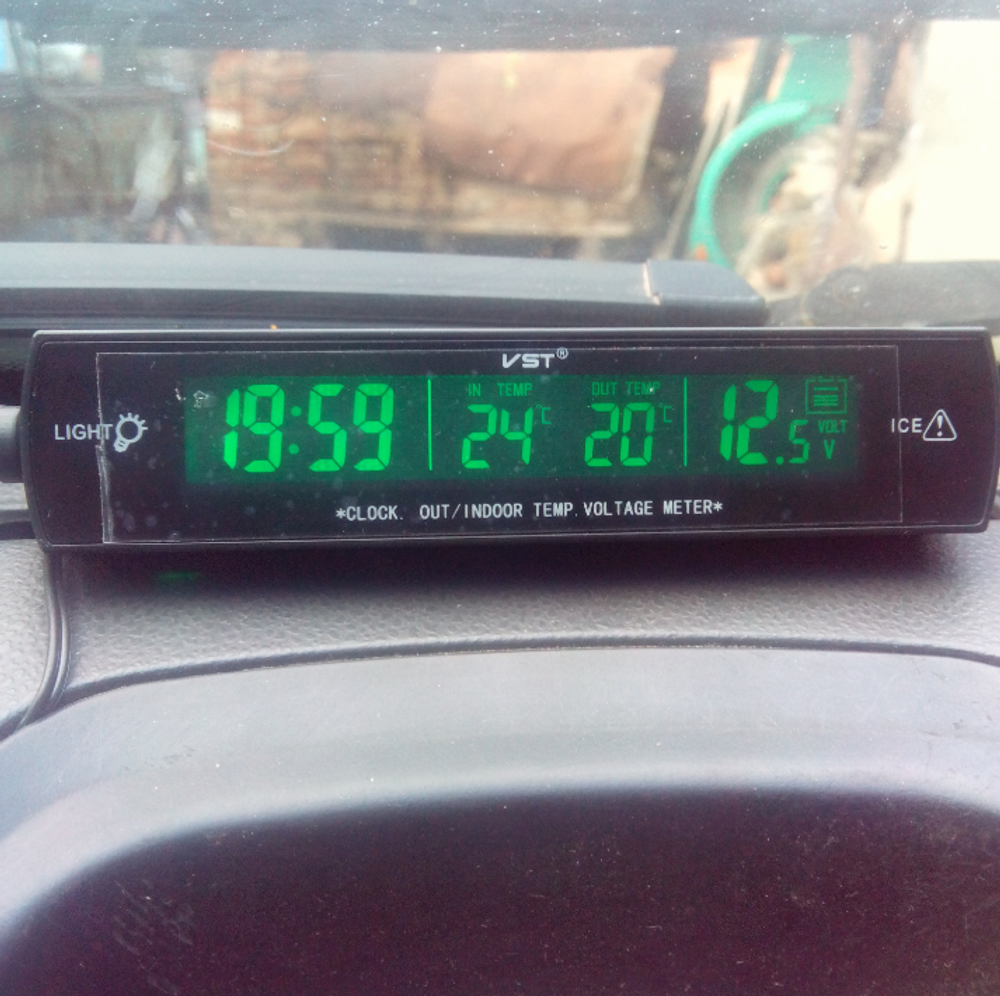 VST®
LIGHT
19:59
IN TEMP
24°C
OUT TEMP
20°C
12.5
VOLT
V
ICE
*CLOCK. OUT/INDOOR TEMP. VOLTAGE METER*